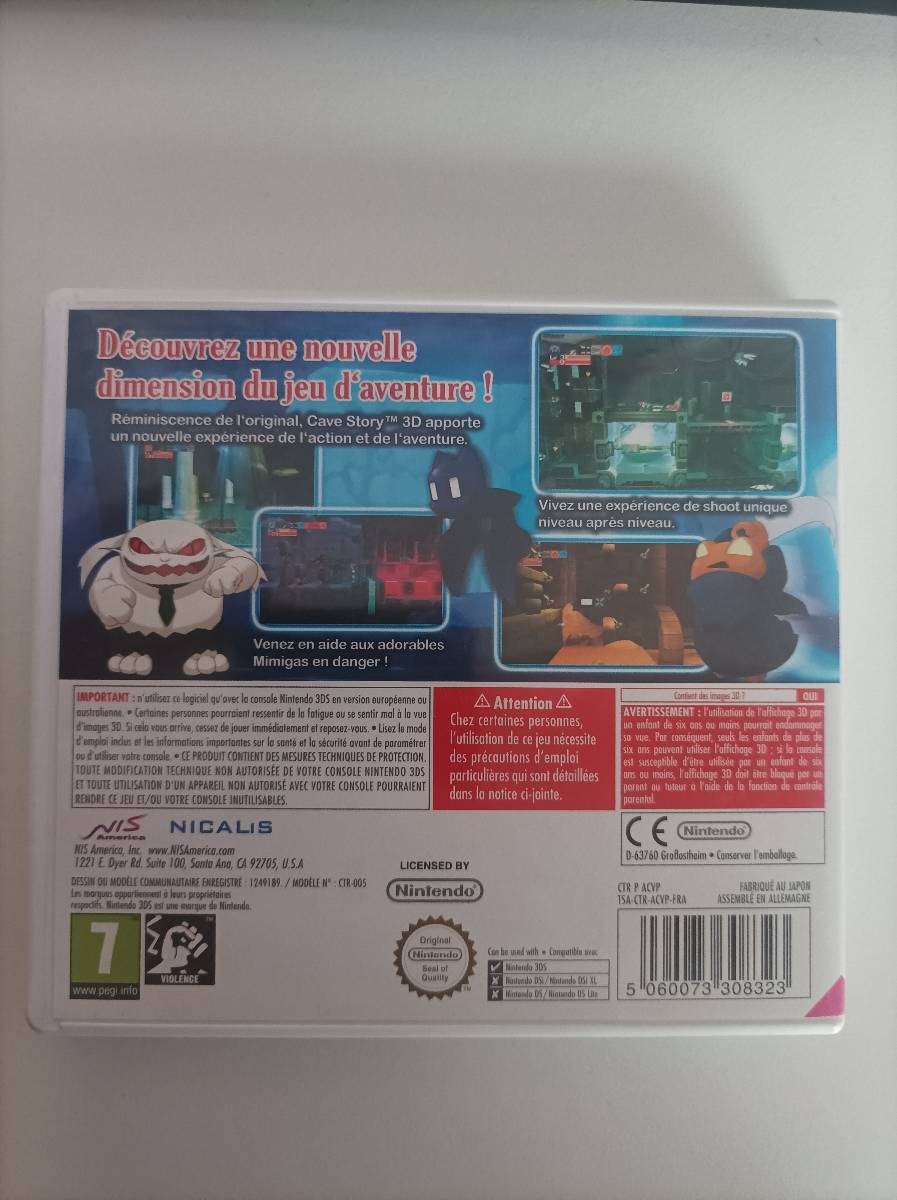 Découvrez une nouvelle
dimension du jeu d'aventure !
Réminiscence de l'original, Cave Story™ 3D apporte
un nouvelle expérience de l'action et de l'aventure.
Vivez une expérience de shoot unique
niveau après niveau.
Venez en aide aux adorables
Mimigas en danger !
IMPORTANT : n'utilisez ce logiciel qu'avec la console Nintendo 3DS en version européenne ou
australienne. • Certaines personnes pourraient ressentir de la fatigue ou se sentir mal à la vue
d'images 3D. Si cela vous arrive, cessez de jouer immédiatement et reposez-vous. • Lisez le mode
d'emploi inclus et les informations importantes sur la santé et la sécurité avant de paramétrer
ou d'utiliser votre console. • CE PRODUIT CONTIENT DES MESURES TECHNIQUES DE PROTECTION.
TOUTE MODIFICATION TECHNIQUE NON AUTORISÉE DE VOTRE CONSOLE NINTENDO 3DS
ET TOUTE UTILISATION D'UN APPAREIL NON AUTORISÉ AVEC VOTRE CONSOLE POURRAIENT
RENDRE CE JEU ET/OU VOTRE CONSOLE INUTILISABLES.
Attention
Chez certaines personnes,
l'utilisation de ce jeu nécessite
des précautions d'emploi
particulières qui sont détaillées
dans la notice ci-jointe.
Contient des images 3D ? OUI
AVERTISSEMENT : l'utilisation de l'affichage 3D par
un enfant de six ans ou moins pourrait endommager
sa vue. Par conséquent, seuls les enfants de plus de
six ans peuvent utiliser l'affichage 3D ; si la console
est susceptible d'être utilisée par un enfant de six
ans ou moins, l'affichage 3D doit être bloqué par un
parent ou tuteur à l'aide de la fonction de contrôle
parental.
NIS America NICALIS
NIS America, Inc. www.NISAmerica.com
1221 E. Dyer Rd. Suite 100, Santa Ana, CA 92705, U.S.A
DESSIN OU MODÈLE COMMUNAUTAIRE ENREGISTRÉ : 1249189. / MODÈLE N° : CTR-005
Les marques appartiennent à leurs propriétaires
respectifs. Nintendo 3DS est une marque de Nintendo.
7
www.pegi.info
VIOLENCE
LICENSED BY
Nintendo
Original
Nintendo
Seal of
Quality
TM
Can be used with • Compatible avec
Nintendo 3DS
Nintendo DSi / Nintendo DSi XL
Nintendo DS / Nintendo DS Lite
CE Nintendo
D-63760 Großostheim • Conserver l'emballage.
CTR P ACVP FABRIQUÉ AU JAPON
TSA-CTR-ACVP-FRA ASSEMBLÉ EN ALLEMAGNE
5 060073 308323